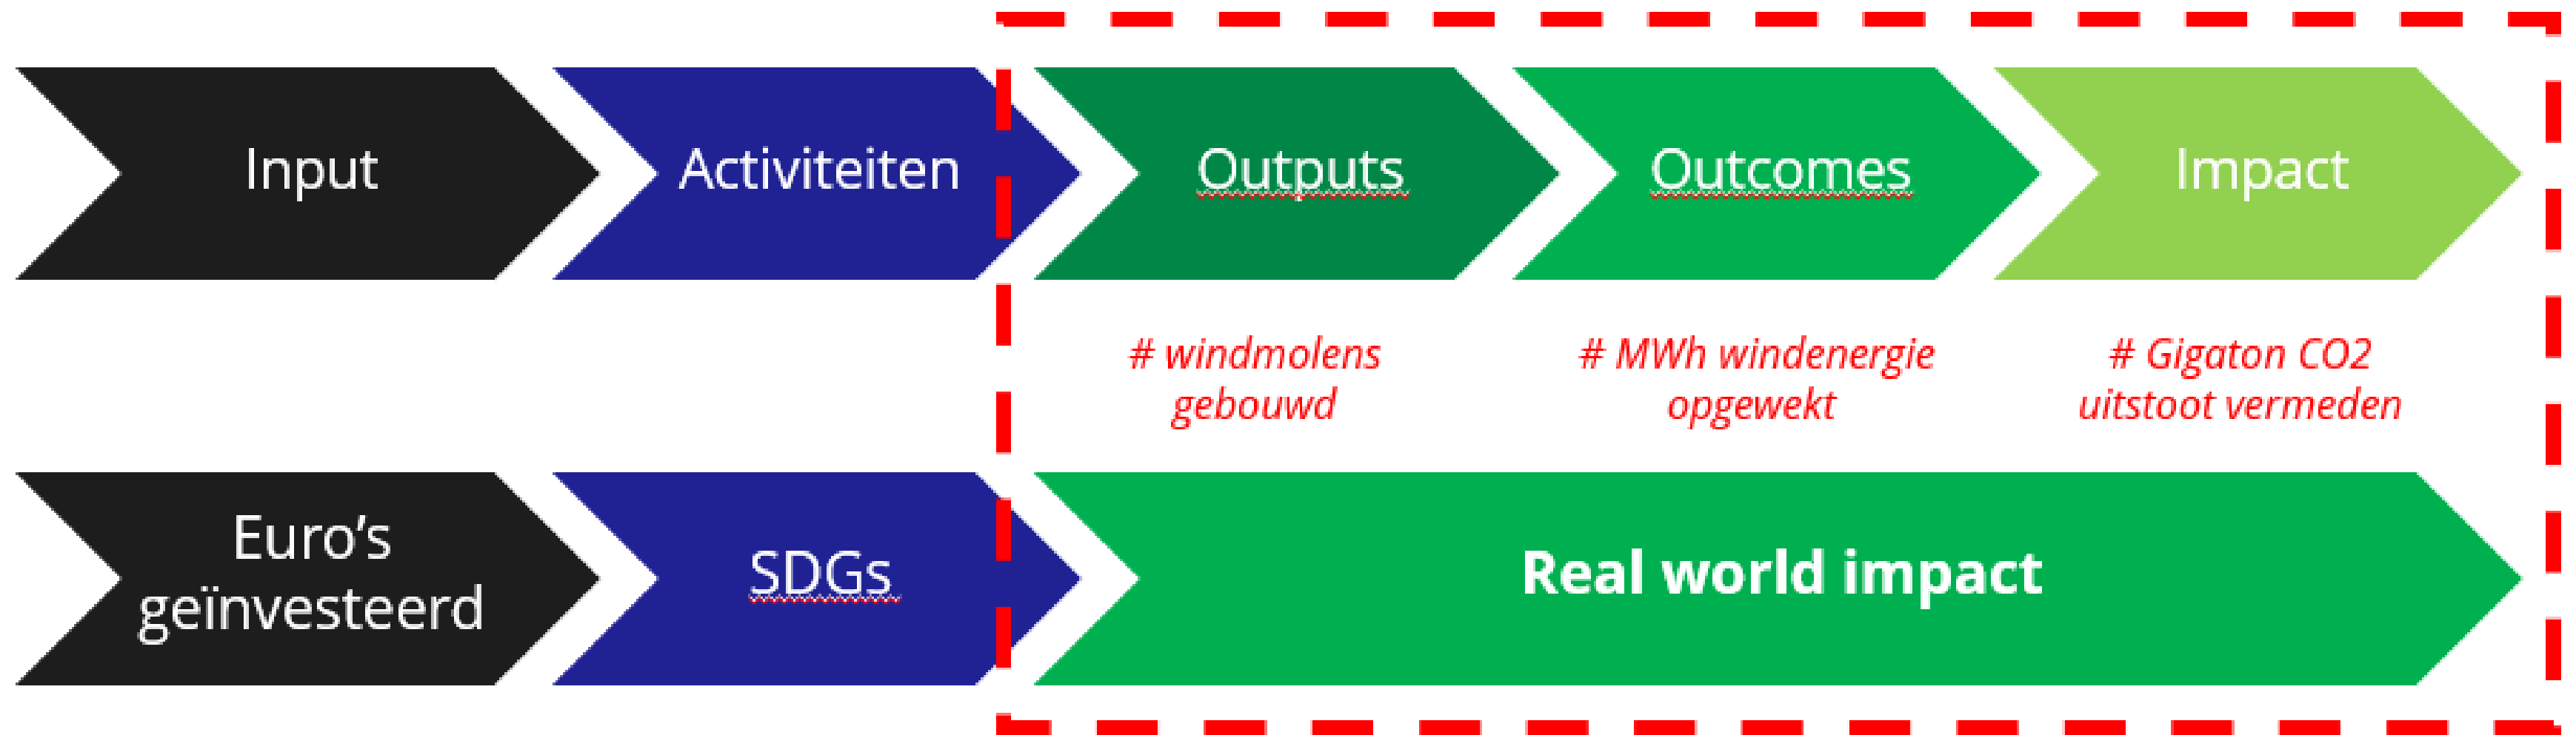 Input
Activiteiten
Outputs
Outcomes
Impact
# windmolens
gebouwd
# MWh windenergie
opgewekt
# Gigaton CO2
uitstoot vermeden
Euro’s
geïnvesteerd
SDGs
Real world impact